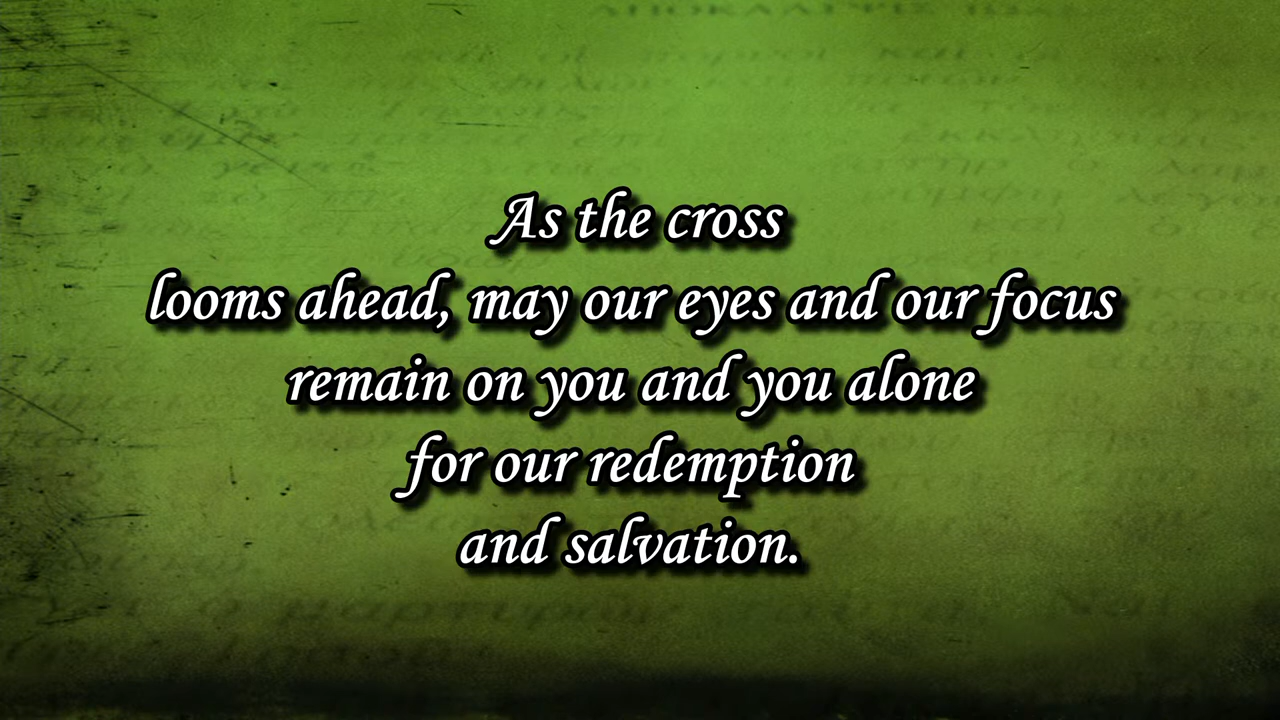 As the cross
looms ahead, may our eyes and our focus
remain on you and you alone
for our redemption
and salvation.